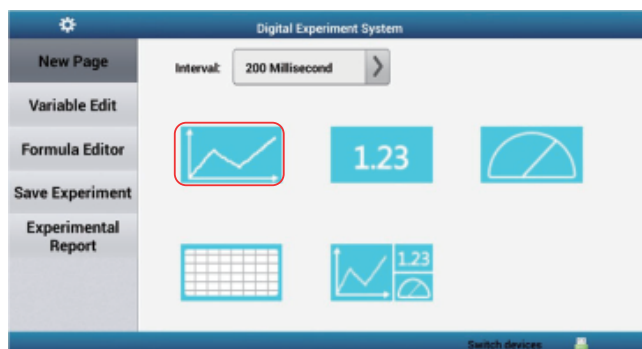 Digital Experiment System
New Page
Interval:
200 Millisecond
Variable Edit
Formula Editor
1.23
Save Experiment
Experimental
Report
1.23
Switch devices